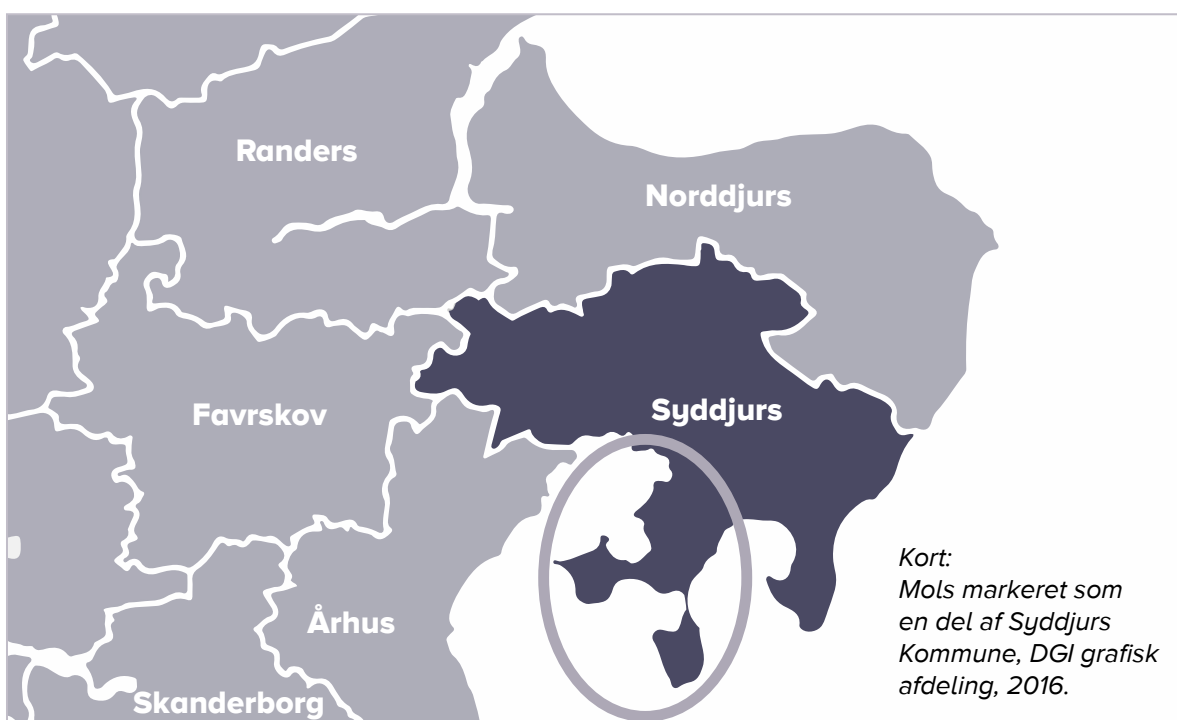 Randers
Norddjurs
Favrskov
Syddjurs
Århus
Skanderborg
Kort:
Mols markeret som
en del af Syddjurs
Kommune, DGI grafisk
afdeling, 2016.